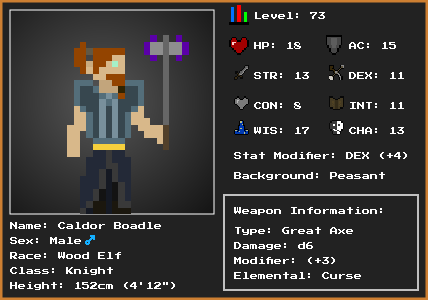 Level: 73
HP: 18
AC: 15
STR: 13
DEX: 11
CON: 8
INT: 11
WIS: 17
CHA: 13
Stat Modifier: DEX (+4)
Background: Peasant
Name: Caldor Boadle
Sex: Male
Race: Wood Elf
Class: Knight
Height: 152cm (4'12")
Weapon Information:
Type: Great Axe
Damage: d6
Modifier: (+3)
Elemental: Curse